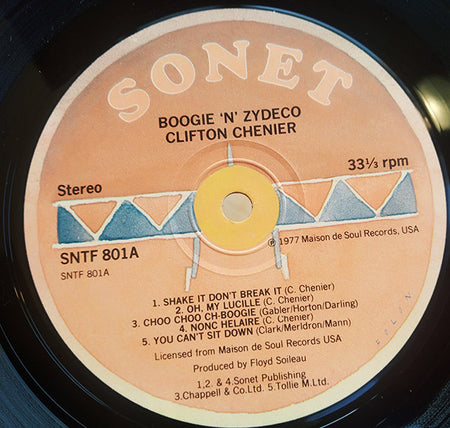 SONET
BOOGIE 'N' ZYDECO
CLIFTON CHENIER
Stereo
33⅓ rpm
SNTF 801A
SNTF 801A
℗ 1977 Maison de Soul Records, USA
1. SHAKE IT DON'T BREAK IT (C. Chenier)
2. OH, MY LUCILLE (C. Chenier)
3. CHOO CHOO CH-BOOGIE (Gabler/Horton/Darling)
4. NONC HELAIRE (C. Chenier)
5. YOU CAN'T SIT DOWN (Clark/Merldron/Mann)
Licensed from Maison de Soul Records USA
Produced by Floyd Soileau
1,2. & 4.Sonet Publishing
3.Chappell & Co.Ltd. 5.Tollie M.Ltd.